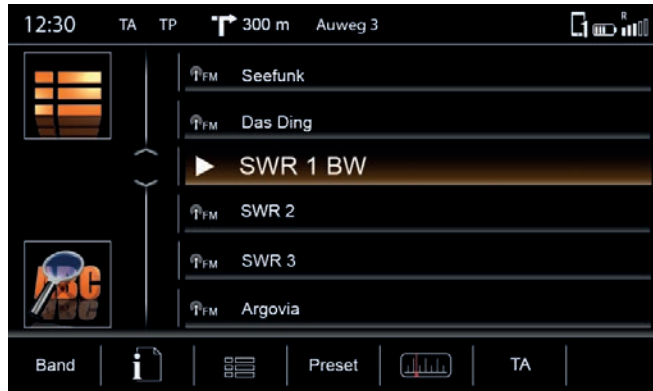 12:30 TA TP 300 m Auweg 3 1 R
FM Seefunk
FM Das Ding
SWR 1 BW
FM SWR 2
FM SWR 3
ABC
FM Argovia
Band i Preset TA